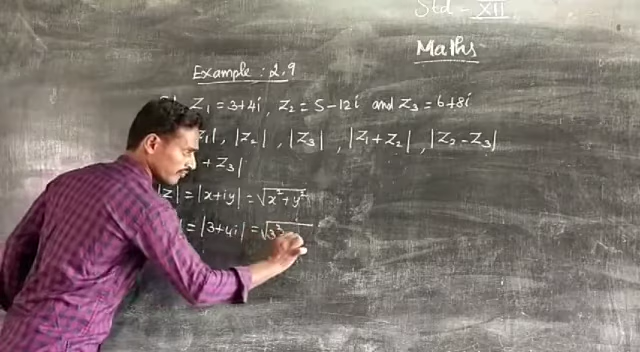 Std - XII
Maths
Example : 2.9
Z₁ = 3+4i, Z₂ = 5-12i and Z₃ = 6+8i
|Z₂|, |Z₃|, |Z₁+Z₂|, |Z₂-Z₃|
+ Z₃|
|Z| = |x+iy| = √x²+y²
= |3+4i| = √3²